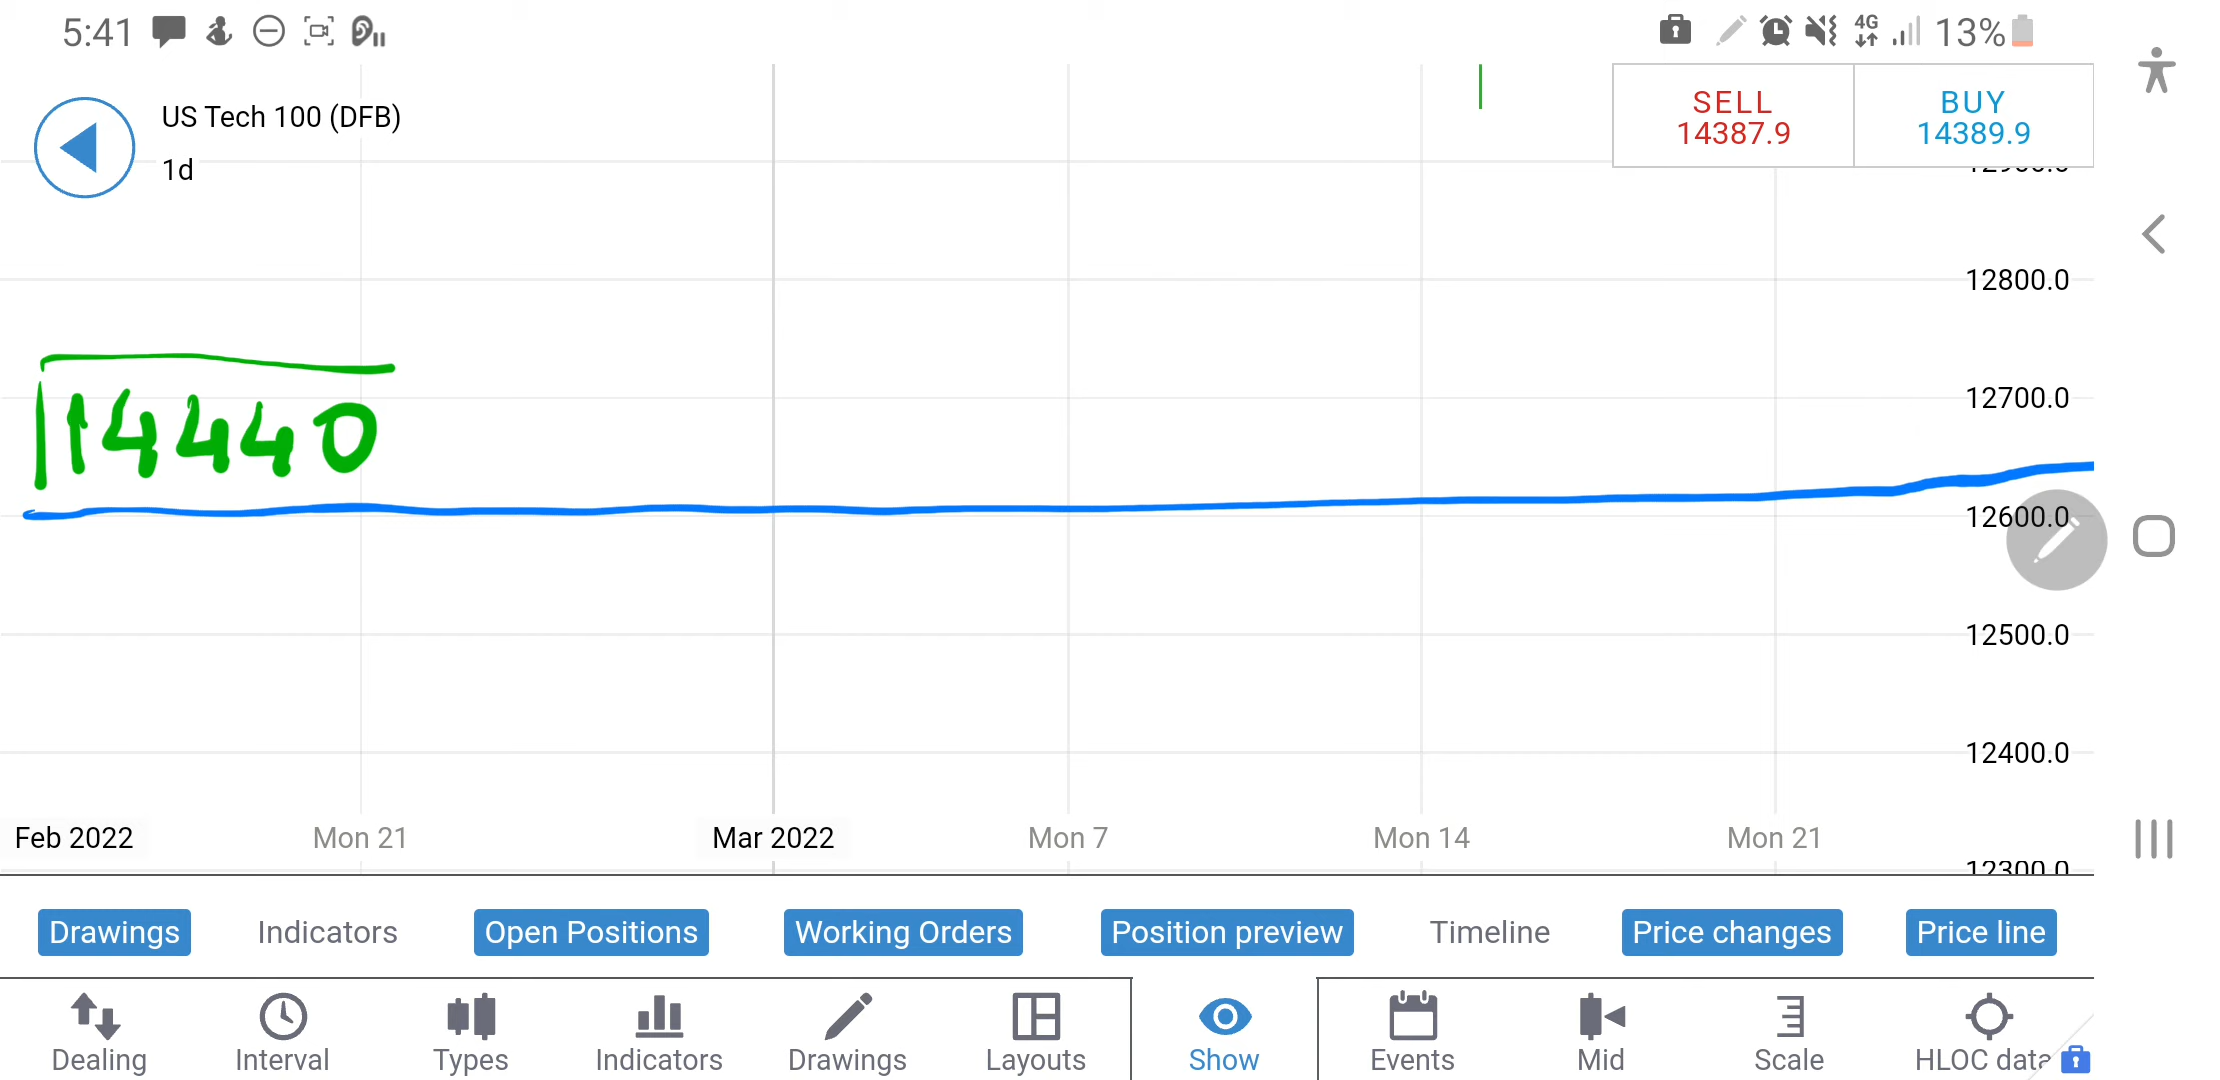 5:41
4G
13%
US Tech 100 (DFB)
1d
SELL
14387.9
BUY
14389.9
12800.0
14440
12700.0
12600.0
12500.0
12400.0
Feb 2022 Mon 21 Mar 2022 Mon 7 Mon 14 Mon 21
Drawings Indicators Open Positions Working Orders Position preview Timeline Price changes Price line
Dealing Interval Types Indicators Drawings Layouts Show Events Mid Scale HLOC data